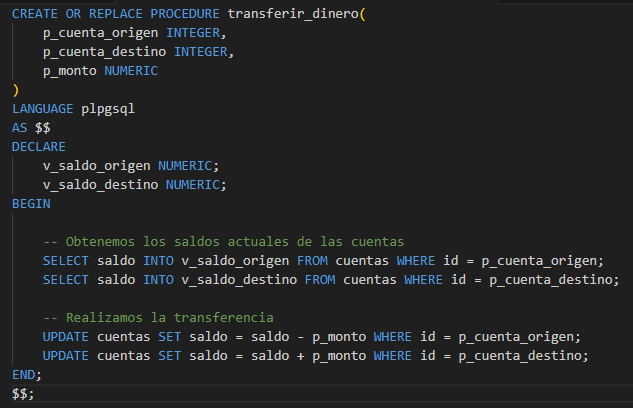 CREATE OR REPLACE PROCEDURE transferir_dinero(
    p_cuenta_origen INTEGER,
    p_cuenta_destino INTEGER,
    p_monto NUMERIC
)
LANGUAGE plpgsql
AS $$
DECLARE
    v_saldo_origen NUMERIC;
    v_saldo_destino NUMERIC;
BEGIN

    -- Obtenemos los saldos actuales de las cuentas
    SELECT saldo INTO v_saldo_origen FROM cuentas WHERE id = p_cuenta_origen;
    SELECT saldo INTO v_saldo_destino FROM cuentas WHERE id = p_cuenta_destino;

    -- Realizamos la transferencia
    UPDATE cuentas SET saldo = saldo - p_monto WHERE id = p_cuenta_origen;
    UPDATE cuentas SET saldo = saldo + p_monto WHERE id = p_cuenta_destino;
END;
$$;